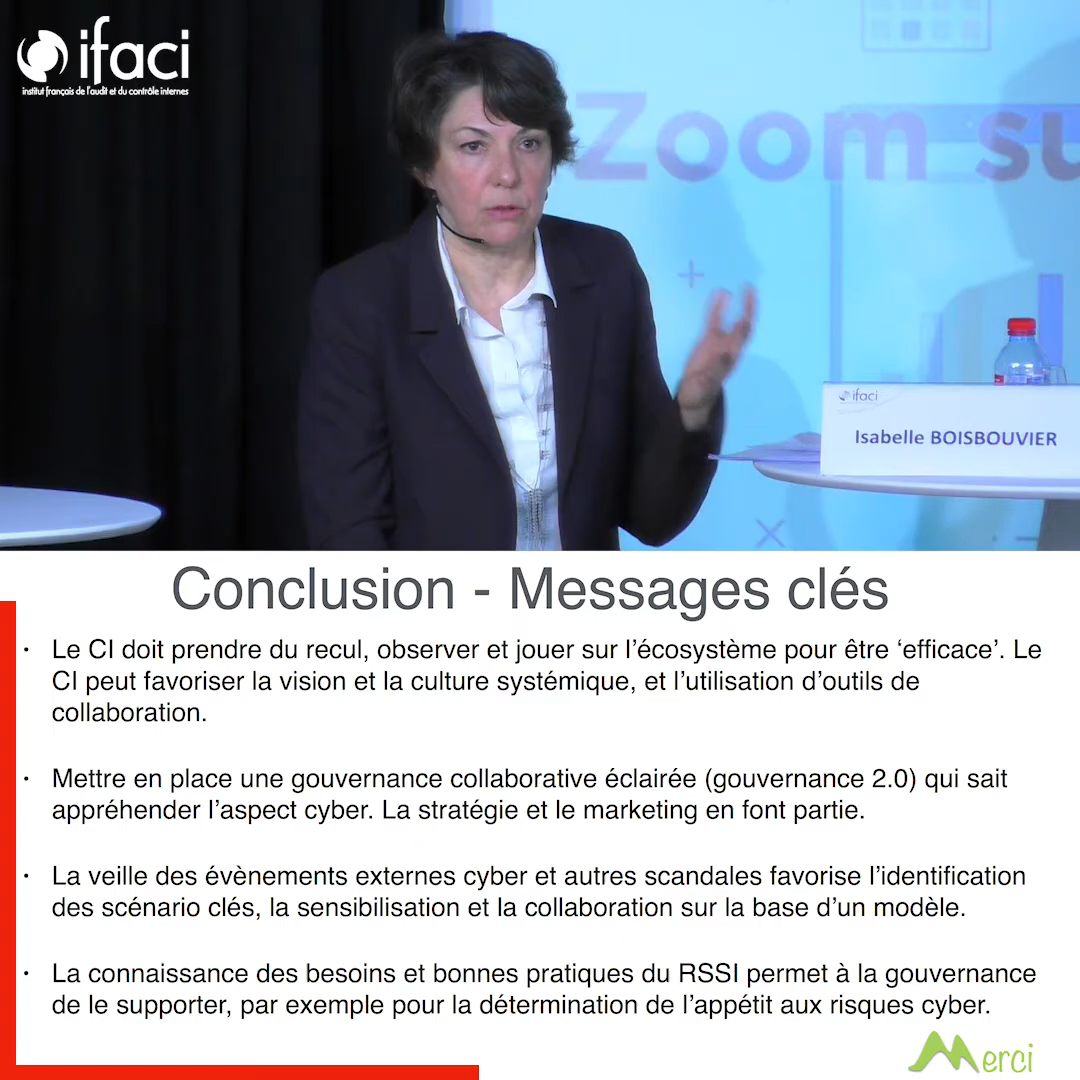 ifaci
institut français de l'audit et du contrôle internes
Zoom su
ifaci
Isabelle BOISBOUVIER
Conclusion - Messages clés
• Le CI doit prendre du recul, observer et jouer sur l’écosystème pour être ‘efficace’. Le
CI peut favoriser la vision et la culture systémique, et l’utilisation d’outils de
collaboration.
• Mettre en place une gouvernance collaborative éclairée (gouvernance 2.0) qui sait
appréhender l’aspect cyber. La stratégie et le marketing en font partie.
• La veille des évènements externes cyber et autres scandales favorise l’identification
des scénario clés, la sensibilisation et la collaboration sur la base d’un modèle.
• La connaissance des besoins et bonnes pratiques du RSSI permet à la gouvernance
de le supporter, par exemple pour la détermination de l’appétit aux risques cyber.
Merci